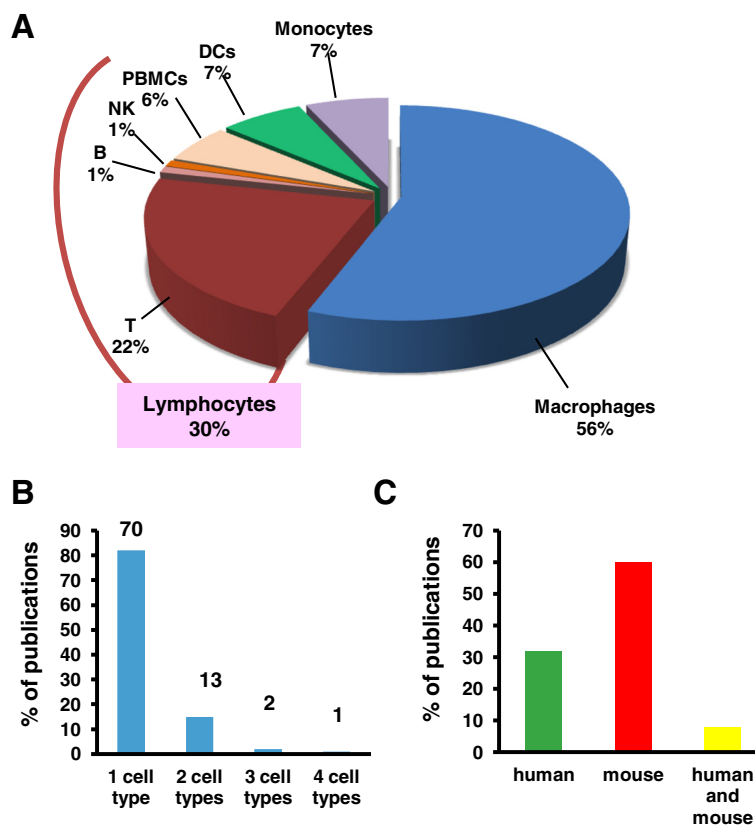 A
Monocytes
7%
DCs
7%
PBMCs
6%
NK
1%
B
1%
T
22%
Lymphocytes
30%
Macrophages
56%
B
% of publications
90
80
70
60
50
40
30
20
10
0
70
13
2
1
1 cell
type
2 cell
types
3 cell
types
4 cell
types
C
% of publications
70
60
50
40
30
20
10
0
human
mouse
human
and
mouse